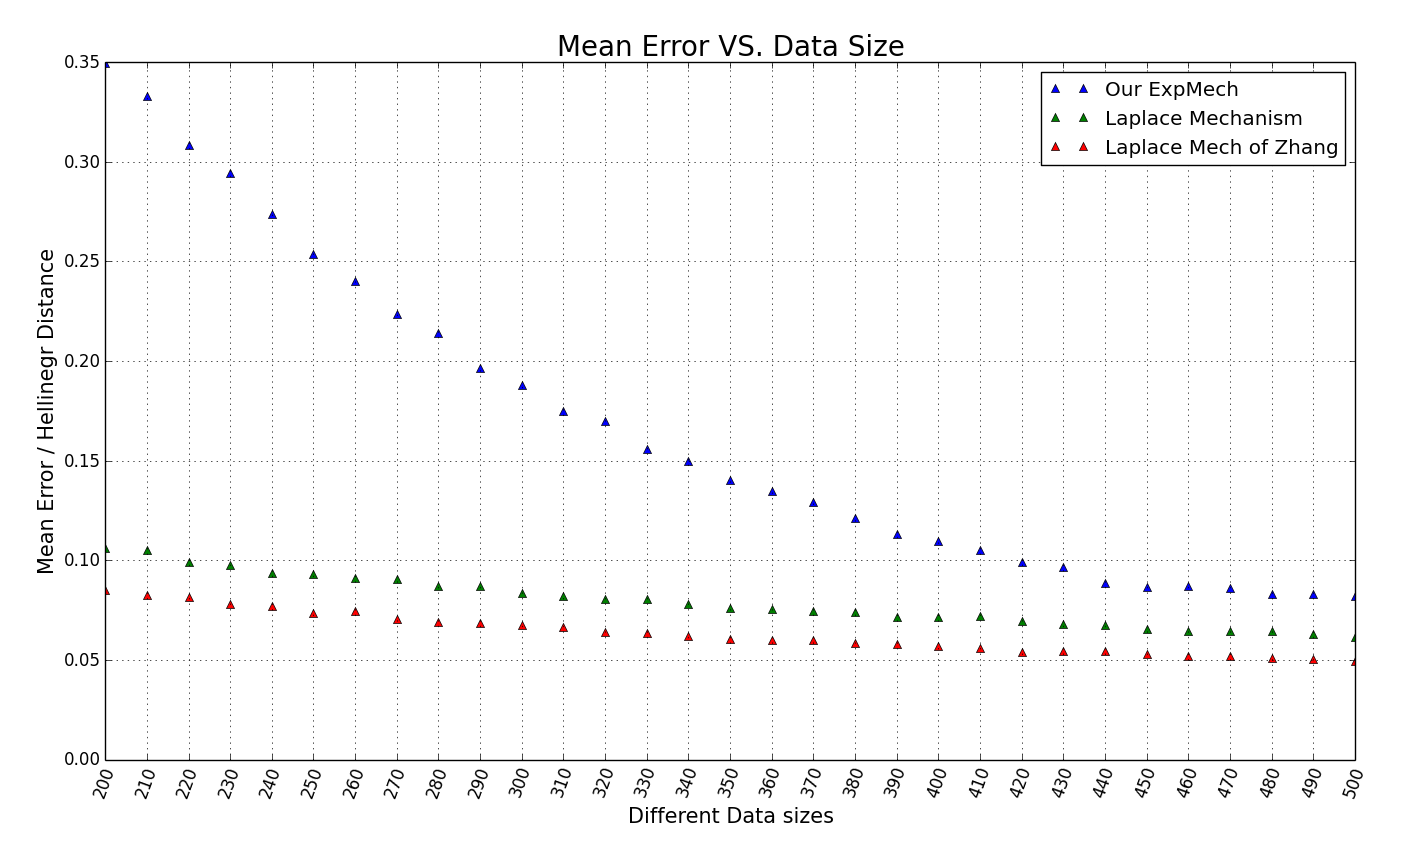 Mean Error VS. Data Size
Our ExpMech
Laplace Mechanism
Laplace Mech of Zhang
Mean Error / Hellinegr Distance
0.35
0.30
0.25
0.20
0.15
0.10
0.05
0.00
200 210 220 230 240 250 260 270 280 290 300 310 320 330 340 350 360 370 380 390 400 410 420 430 440 450 460 470 480 490 500
Different Data sizes